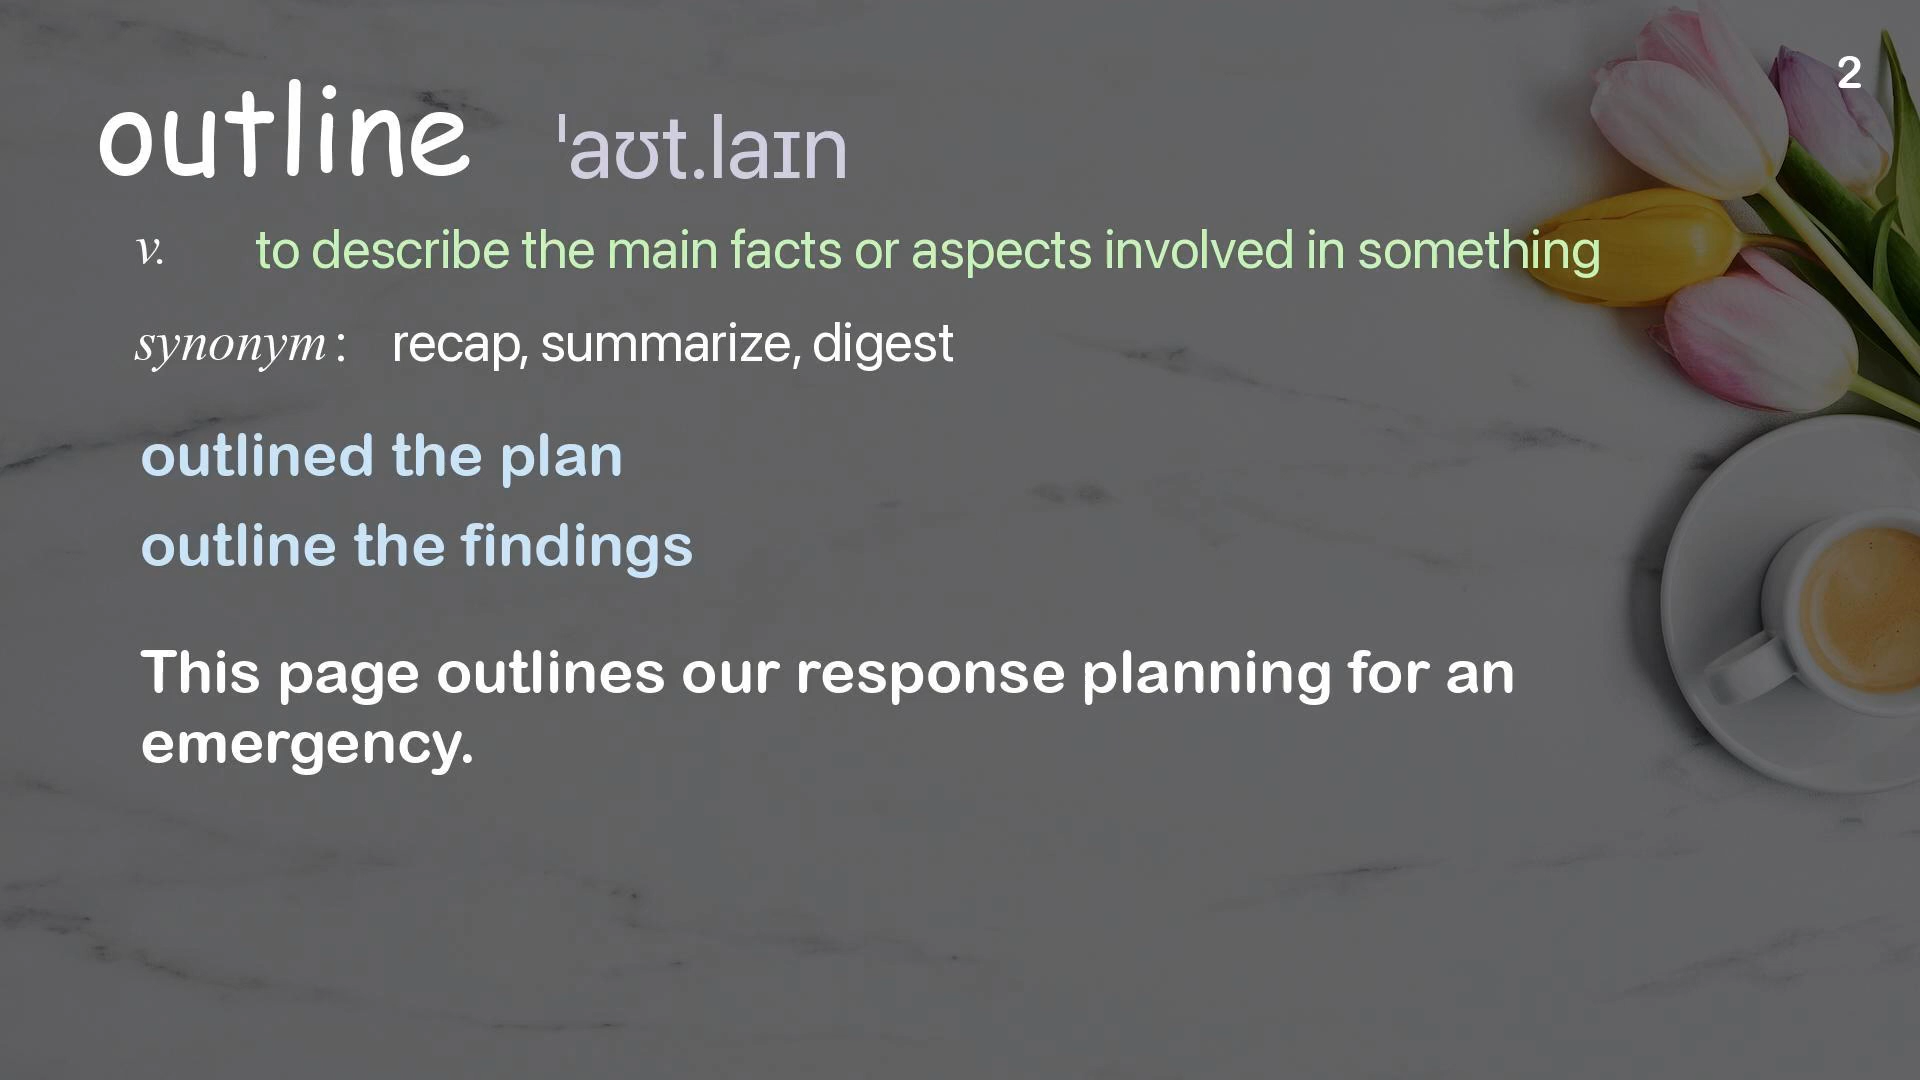 2
outline ˈaʊt.laɪn
v. to describe the main facts or aspects involved in something
synonym : recap, summarize, digest
outlined the plan
outline the findings
This page outlines our response planning for an
emergency.